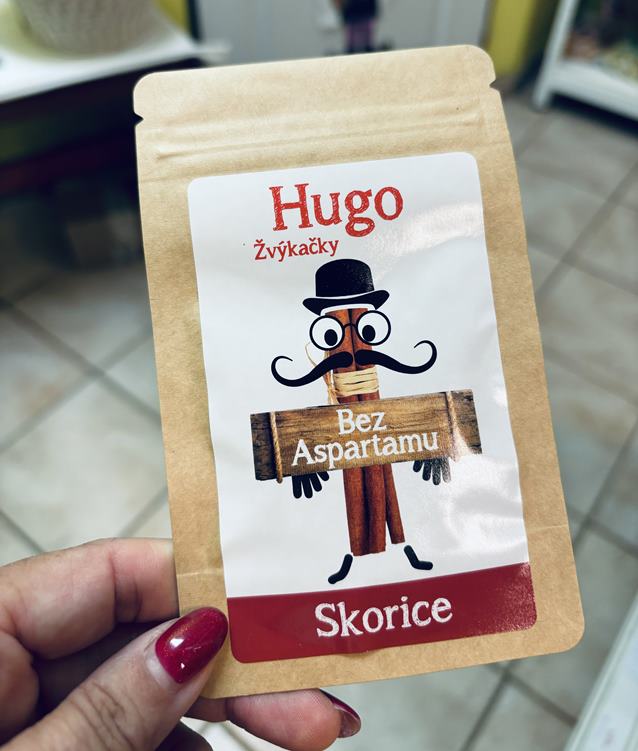 Hugo
Žvýkačky
Bez
Aspartamu
Skorice